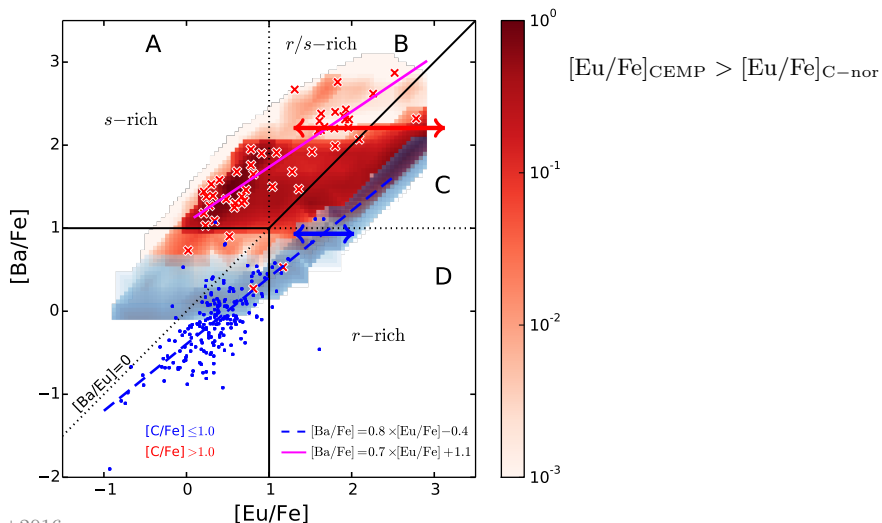 A
B
r/s−rich
[Eu/Fe]CEMP > [Eu/Fe]C−nor
s−rich
C
D
r−rich
[Ba/Eu]=0
[C/Fe] ≤1.0
[C/Fe] >1.0
[Ba/Fe]=0.8×[Eu/Fe]−0.4
[Ba/Fe]=0.7×[Eu/Fe]+1.1
[Ba/Fe]
3
2
1
0
−1
−2
−1 0 1 2 3
[Eu/Fe]
10^0
10^-1
10^-2
10^-3